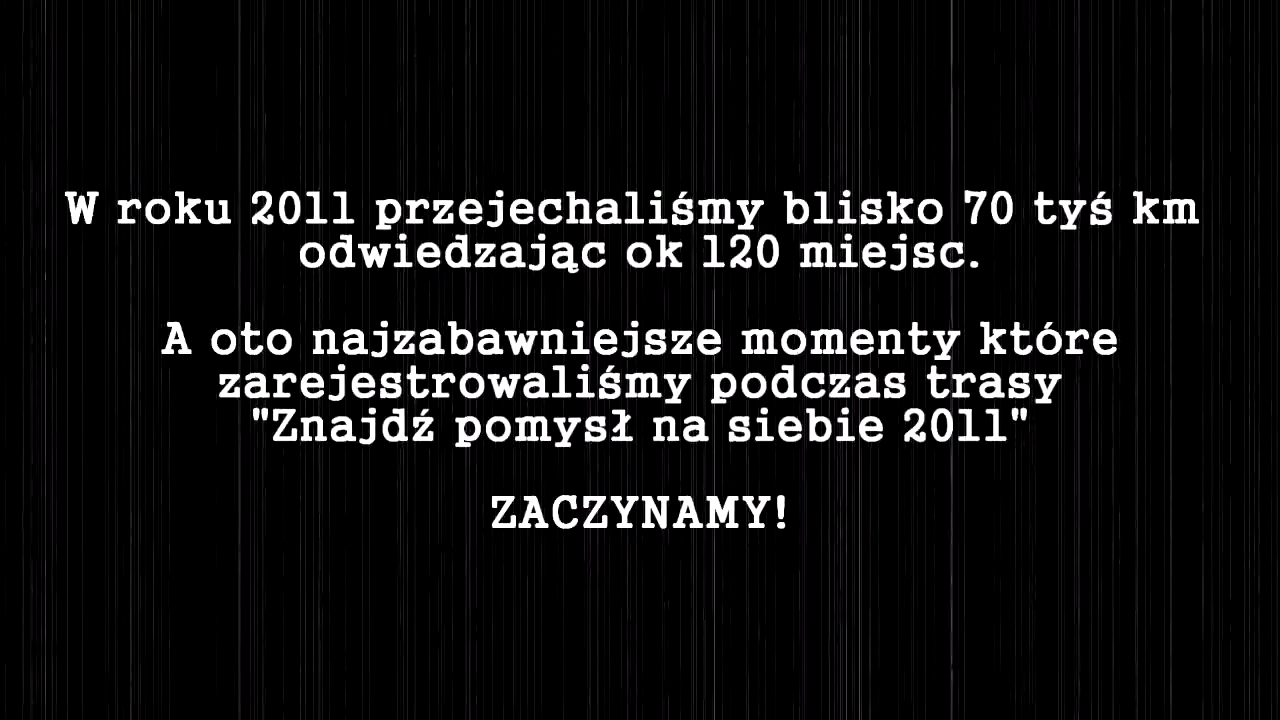 W roku 2011 przejechaliśmy blisko 70 tyś km
odwiedzając ok 120 miejsc.
A oto najzabawniejsze momenty które
zarejestrowaliśmy podczas trasy
"Znajdź pomysł na siebie 2011"
ZACZYNAMY!